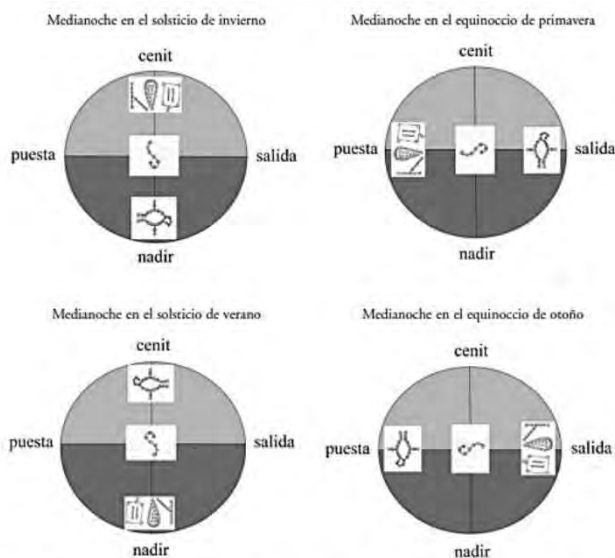 Medianoche en el solsticio de invierno
cenit
puesta
salida
nadir
Medianoche en el equinoccio de primavera
cenit
puesta
salida
nadir
Medianoche en el solsticio de verano
cenit
puesta
salida
nadir
Medianoche en el equinoccio de otoño
cenit
puesta
salida
nadir